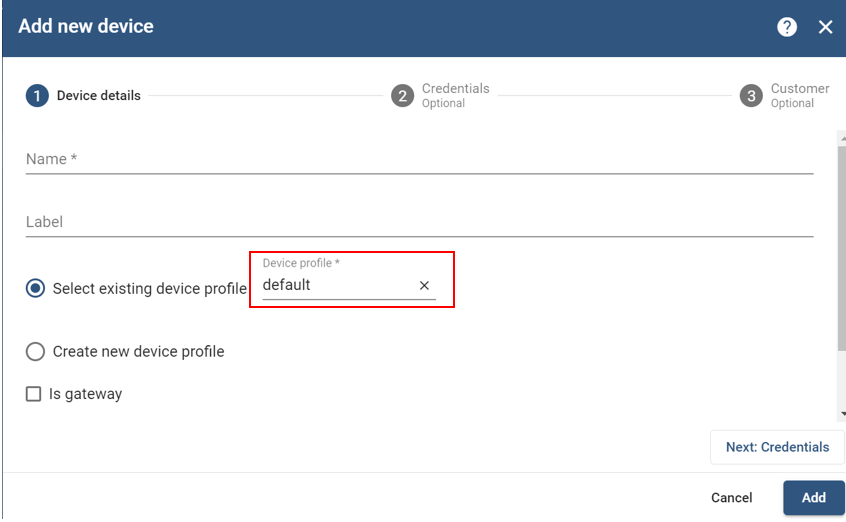 Add new device
?
1 Device details
2 Credentials
Optional
3 Customer
Optional
Name *
Label
Device profile *
Select existing device profile default
Create new device profile
Is gateway
Next: Credentials
Cancel Add